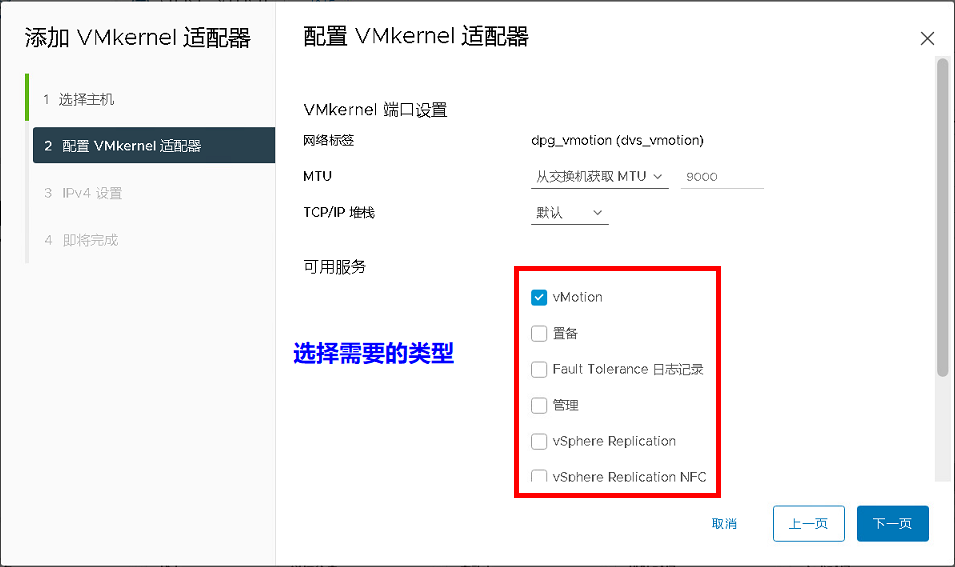 添加 VMkernel 适配器
1 选择主机
2 配置 VMkernel 适配器
3 IPv4 设置
4 即将完成
配置 VMkernel 适配器
VMkernel 端口设置
网络标签 dpg_vmotion (dvs_vmotion)
MTU 从交换机获取 MTU 9000
TCP/IP 堆栈 默认
可用服务
vMotion
置备
选择需要的类型
Fault Tolerance 日志记录
管理
vSphere Replication
vSphere Replication NFC
取消 上一页 下一页